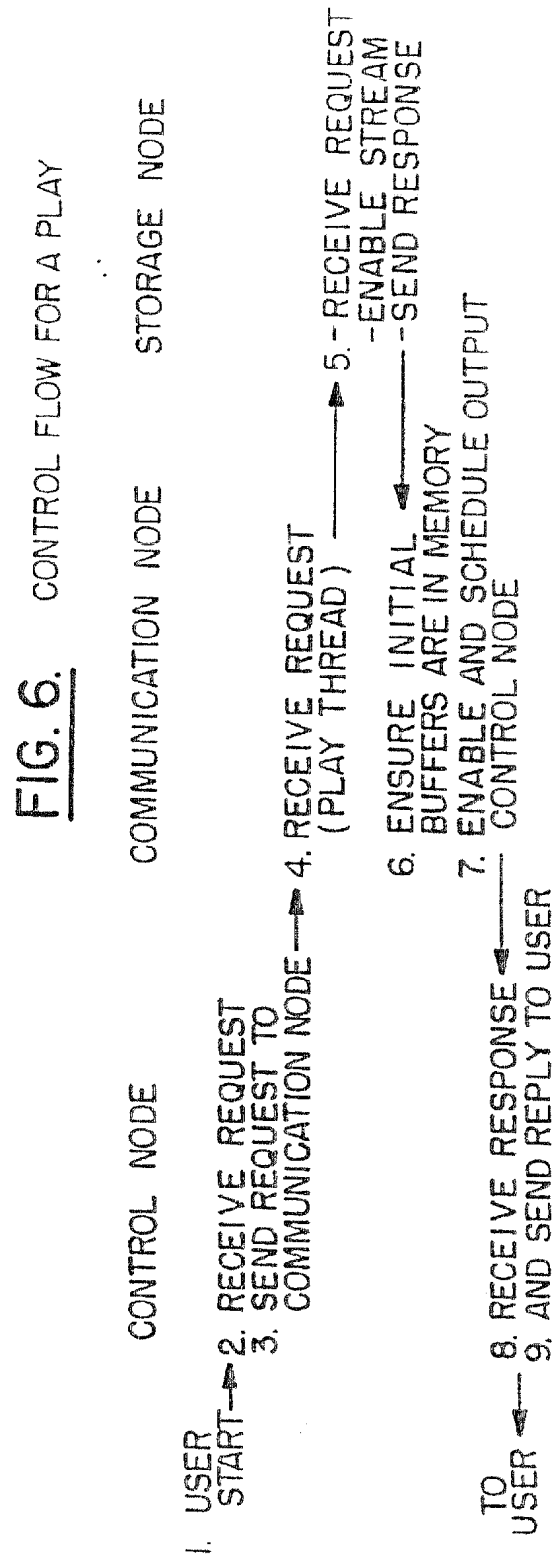 FIG. 6.
CONTROL FLOW FOR A PLAY
CONTROL NODE
COMMUNICATION NODE
STORAGE NODE
1. USER
START
2. RECEIVE REQUEST
3. SEND REQUEST TO
COMMUNICATION NODE
4. RECEIVE REQUEST
(PLAY THREAD)
5. - RECEIVE REQUEST
- ENABLE STREAM
- SEND RESPONSE
6. ENSURE INITIAL
BUFFERS ARE IN MEMORY
7. ENABLE AND SCHEDULE OUTPUT
CONTROL NODE
8. RECEIVE RESPONSE
9. AND SEND REPLY TO USER
TO
USER